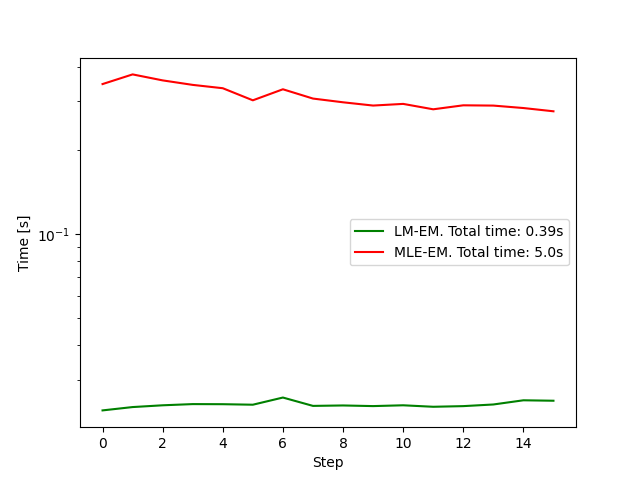 Time [s]
10⁻¹
LM-EM. Total time: 0.39s
MLE-EM. Total time: 5.0s
0 2 4 6 8 10 12 14
Step